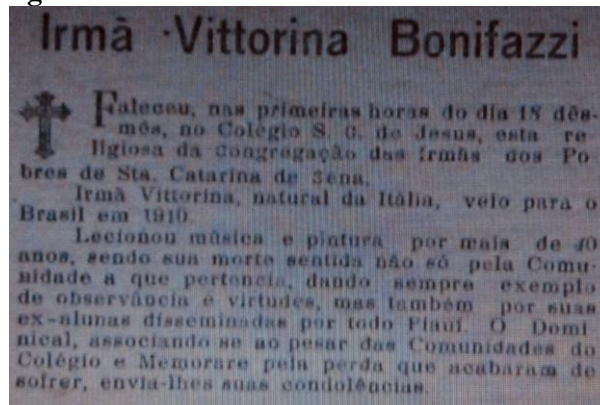 Irmã Vittorina Bonifazzi
Faleceu, nas primeiras horas do dia 18 dês-
mês, no Colégio S. C. de Jesus, esta re
ligiosa da congregação das Irmãs dos Po
bres de Sta. Catarina de Sena.
Irmã Vittorina, natural da Itália, veio para o
Brasil em 1910.
Lecionou música e pintura por mais de 40
anos, sendo sua morte sentida não só pela Comu-
nidade a que pertencia, dando sempre exemplo
de observância e virtudes, mas também por suas
ex-alunas disseminadas por todo Piauí. O Domi
nical, associando se ao pesar das Comunidades do
Colégio e Memorare pela perda que acabaram de
sofrer, envia-lhes suas condolências.